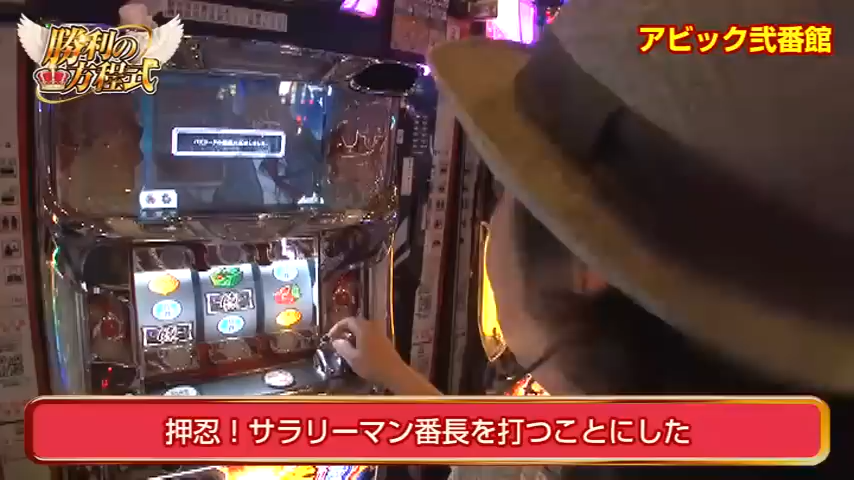 勝利の
方程式
アビック弐番館
押忍！サラリーマン番長を打つことにした